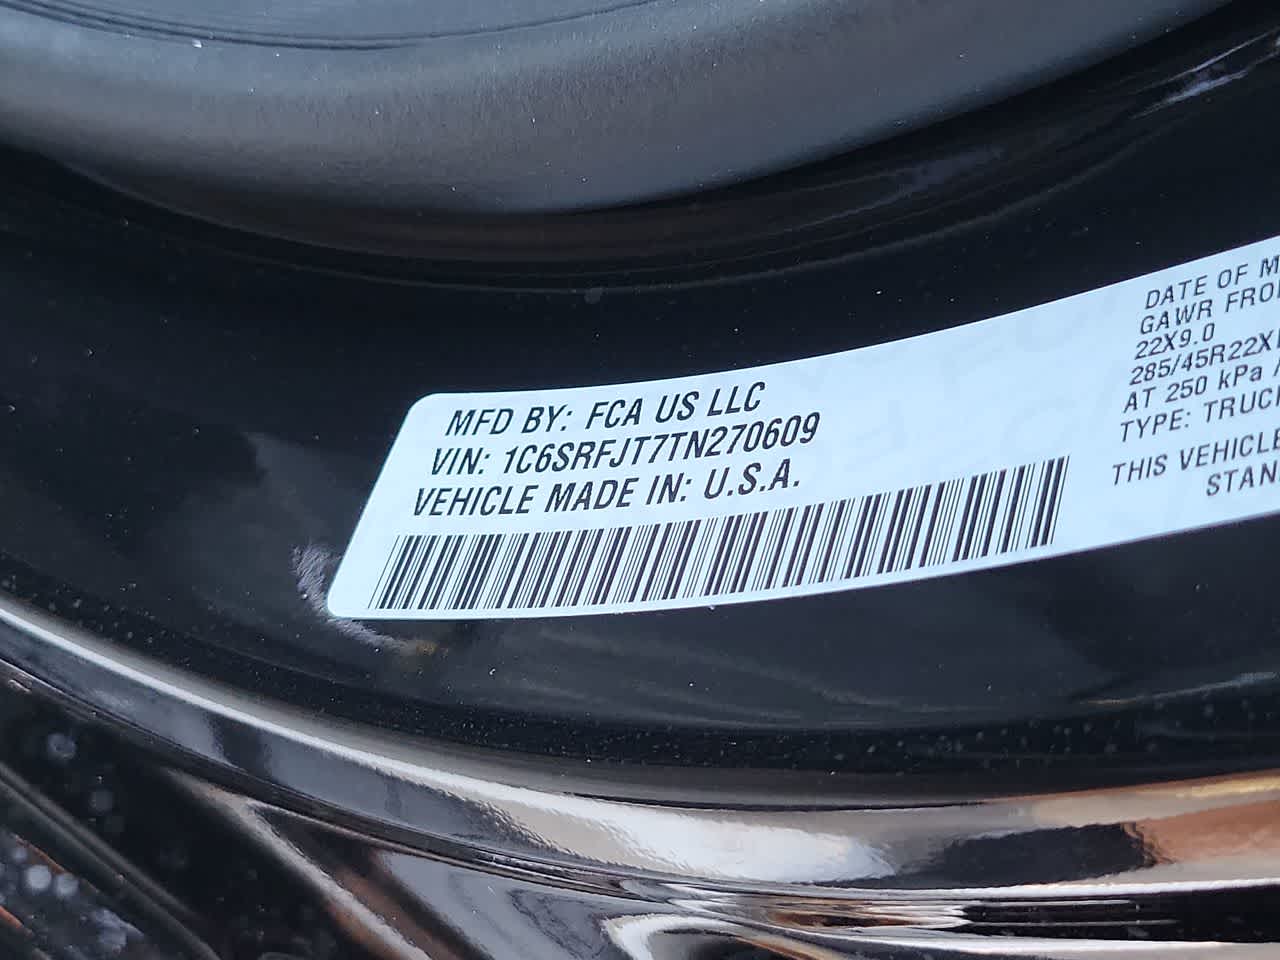 MFD BY: FCA US LLC
VIN: 1C6SRFJT7TN270609
VEHICLE MADE IN: U.S.A.
DATE OF M
GAWR FRO
22X9.0
285/45R22X
AT 250 kPa /
TYPE: TRUC
THIS VEHICLE
STAN